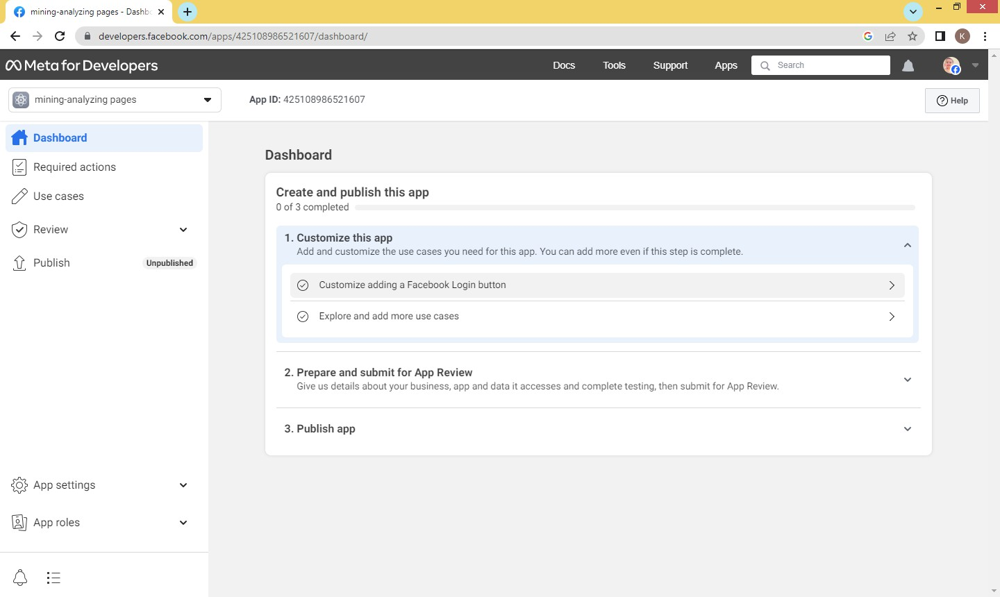 mining-analyzing pages - Dashbo
developers.facebook.com/apps/425108986521607/dashboard/
K
Meta for Developers
Docs
Tools
Support
Apps
Search
mining-analyzing pages
App ID: 425108986521607
Help
Dashboard
Required actions
Use cases
Review
Publish
Unpublished
App settings
App roles
Dashboard
Create and publish this app
0 of 3 completed
1. Customize this app
Add and customize the use cases you need for this app. You can add more even if this step is complete.
Customize adding a Facebook Login button
Explore and add more use cases
2. Prepare and submit for App Review
Give us details about your business, app and data it accesses and complete testing, then submit for App Review.
3. Publish app